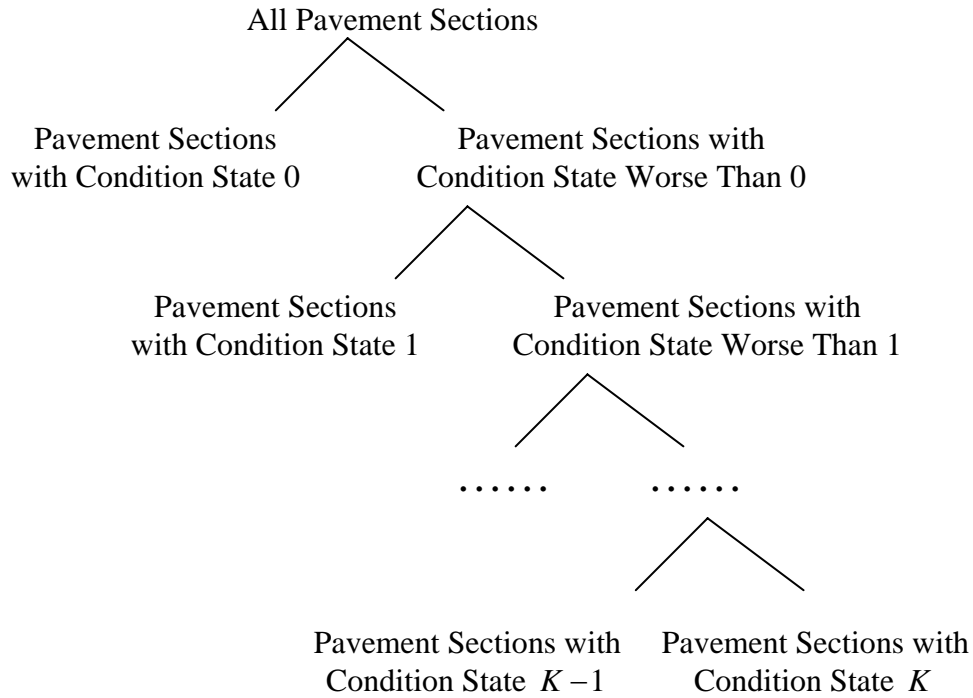 All Pavement Sections
Pavement Sections
with Condition State 0
Pavement Sections with
Condition State Worse Than 0
Pavement Sections
with Condition State 1
Pavement Sections with
Condition State Worse Than 1
……
……
Pavement Sections with
Condition State K −1
Pavement Sections with
Condition State K